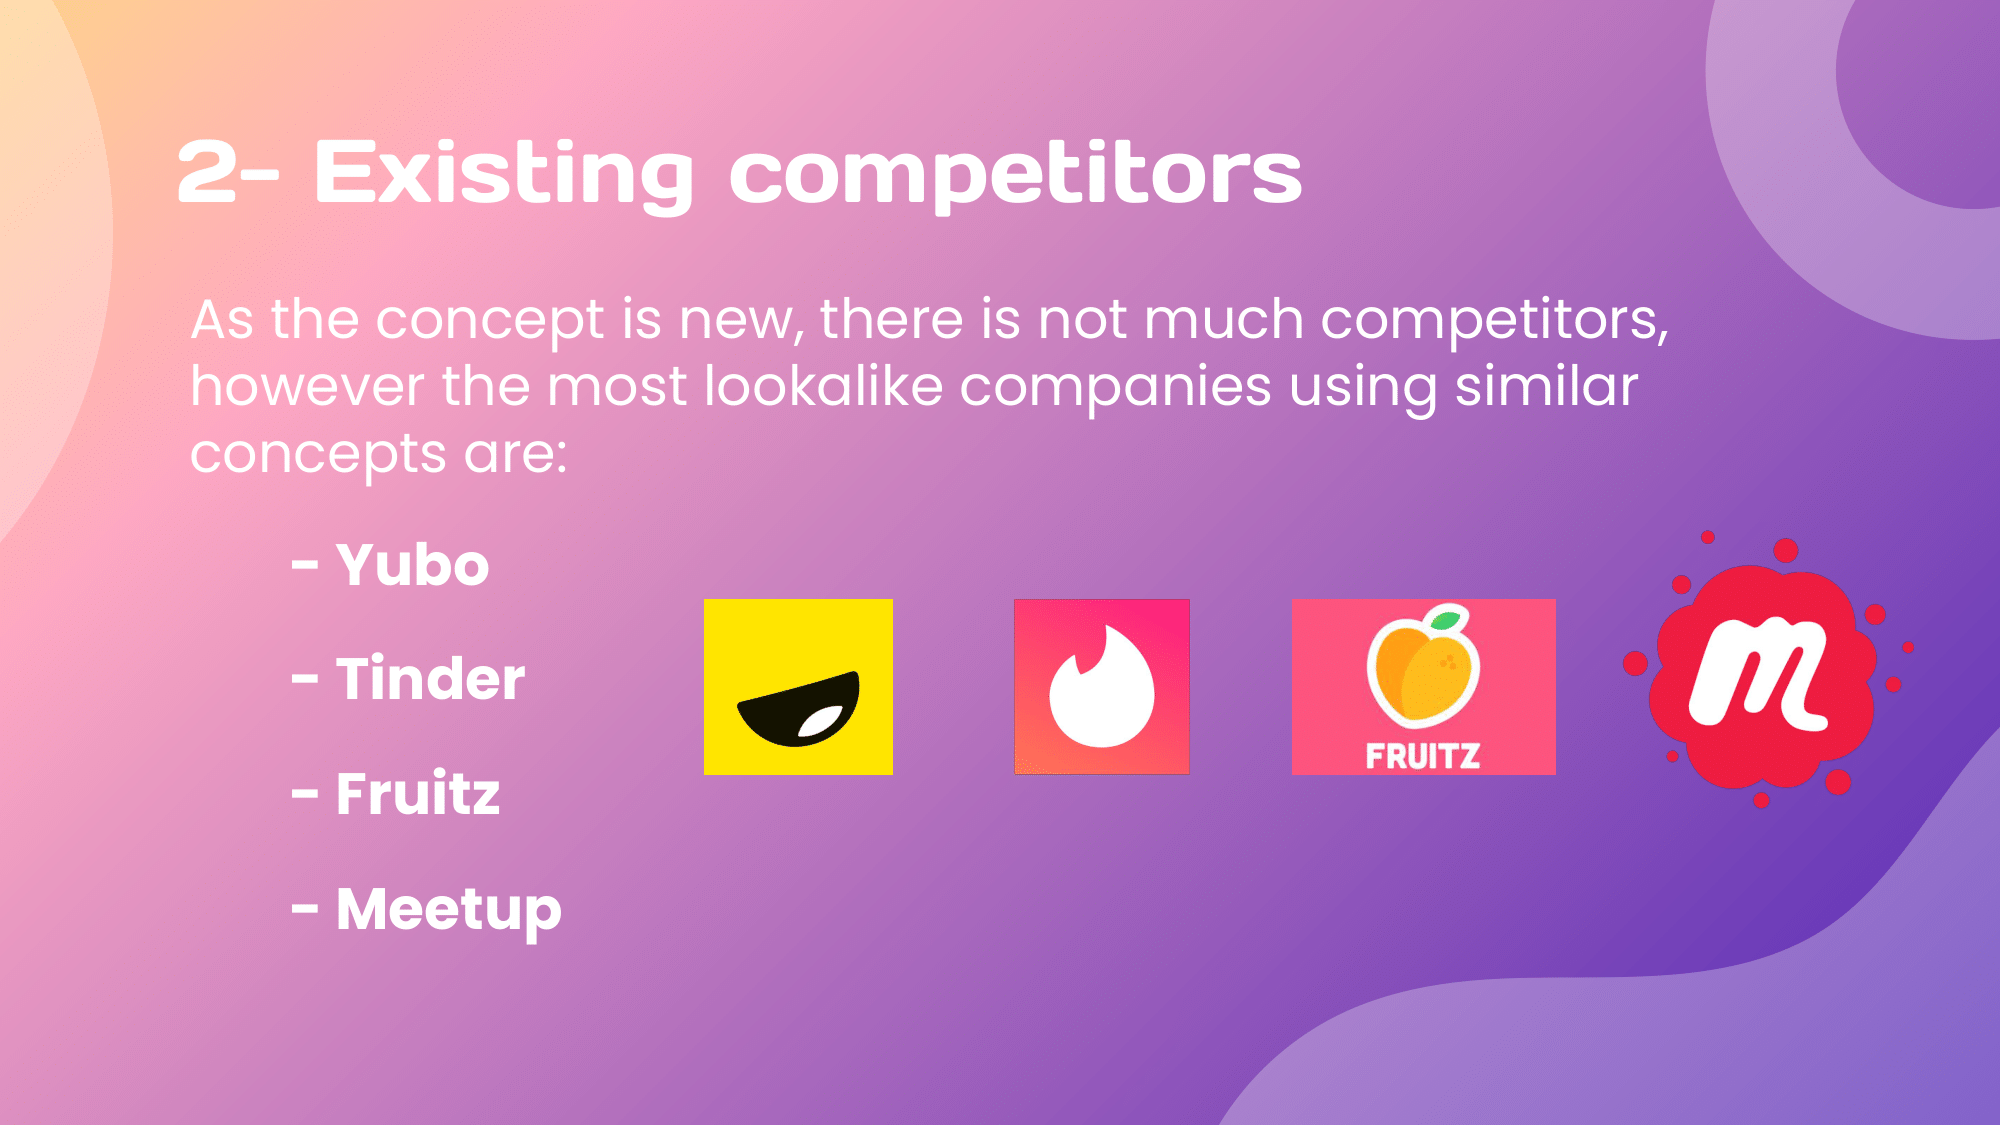 2- Existing competitors
As the concept is new, there is not much competitors,
however the most lookalike companies using similar
concepts are:
- Yubo
- Tinder
- Fruitz
- Meetup
FRUITZ
m